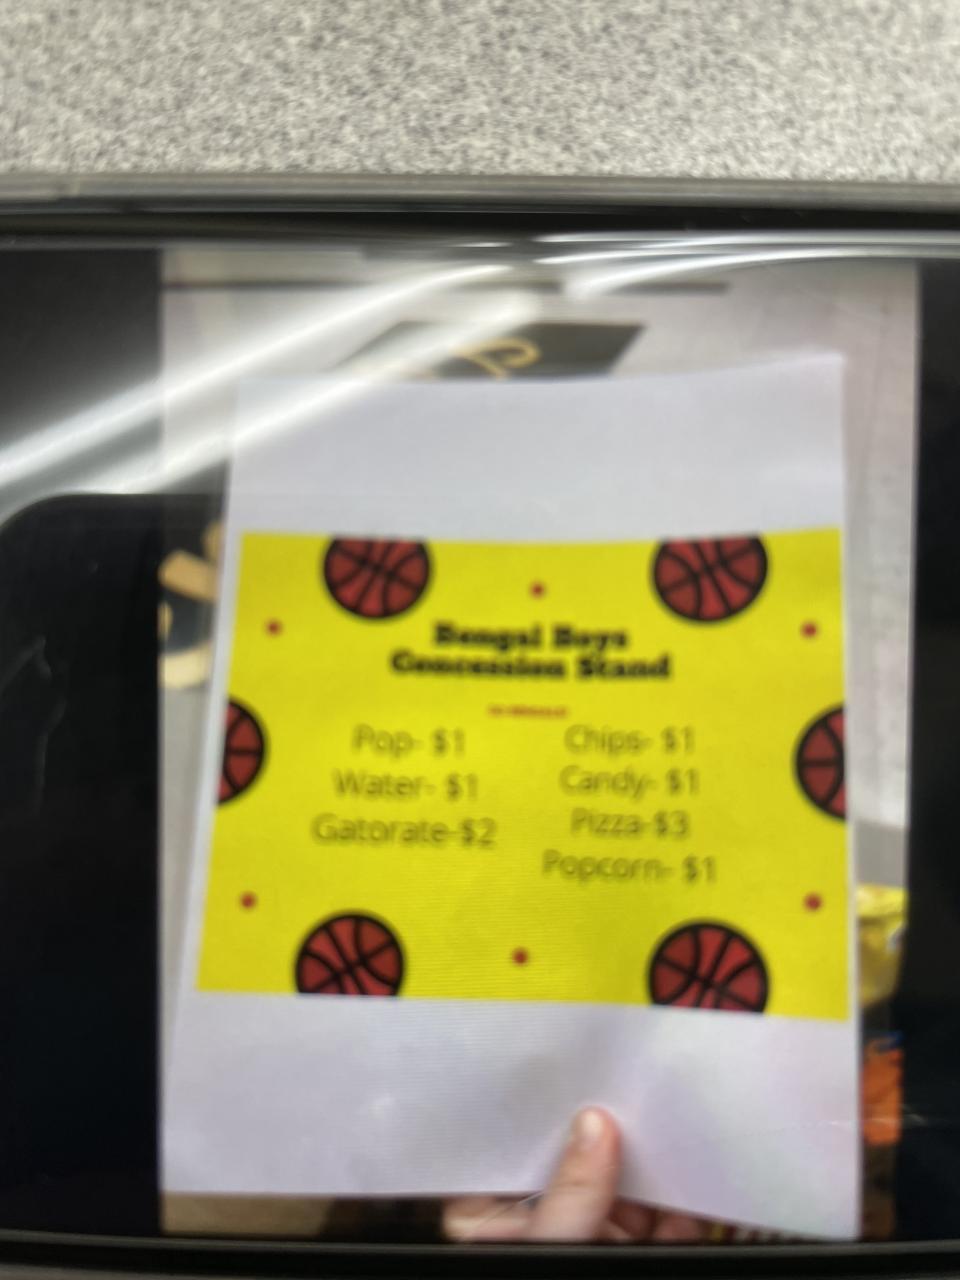 Bengal Boys
Concession Stand
Pop- $1
Water- $1
Gatorate-$2
Chips- $1
Candy- $1
Pizza-$3
Popcorn- $1